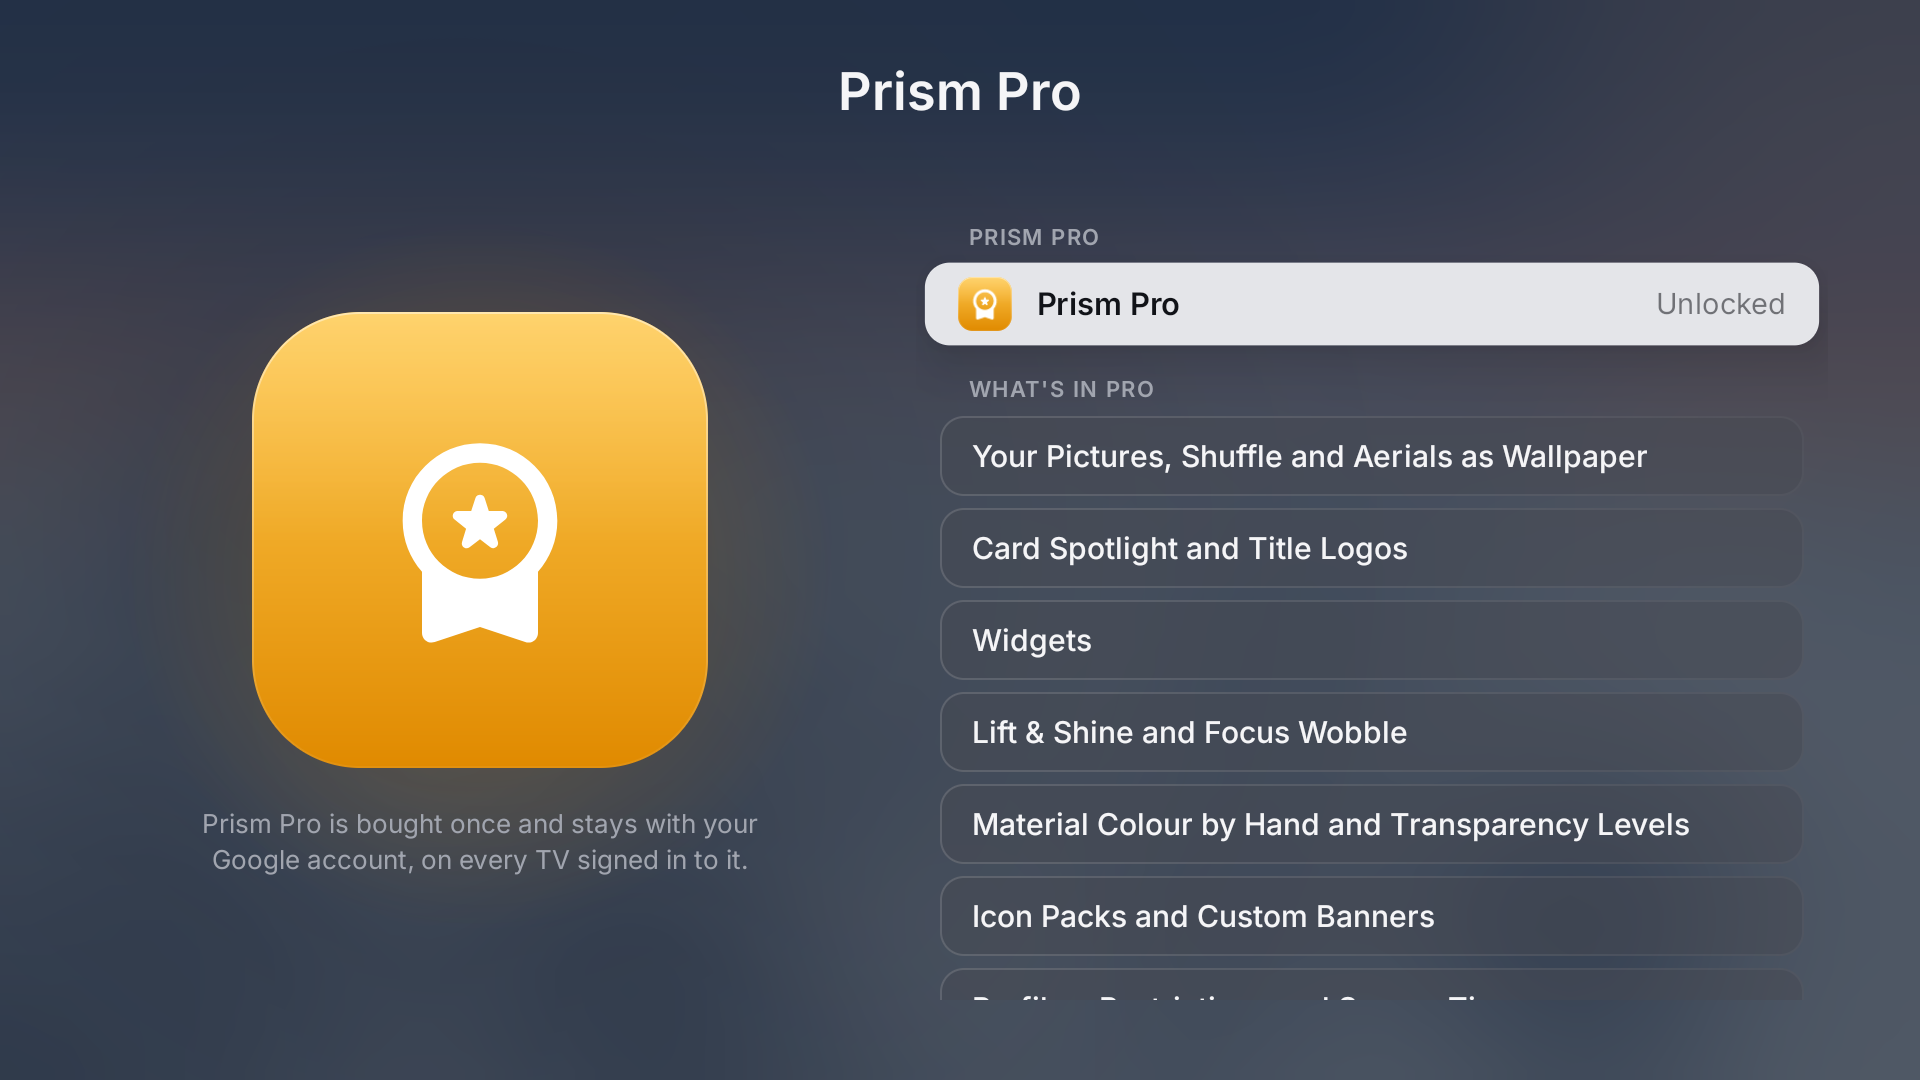 Prism Pro
PRISM PRO
Prism Pro
Unlocked
WHAT'S IN PRO
Your Pictures, Shuffle and Aerials as Wallpaper
Card Spotlight and Title Logos
Widgets
Lift & Shine and Focus Wobble
Material Colour by Hand and Transparency Levels
Icon Packs and Custom Banners
Prism Pro is bought once and stays with your
Google account, on every TV signed in to it.